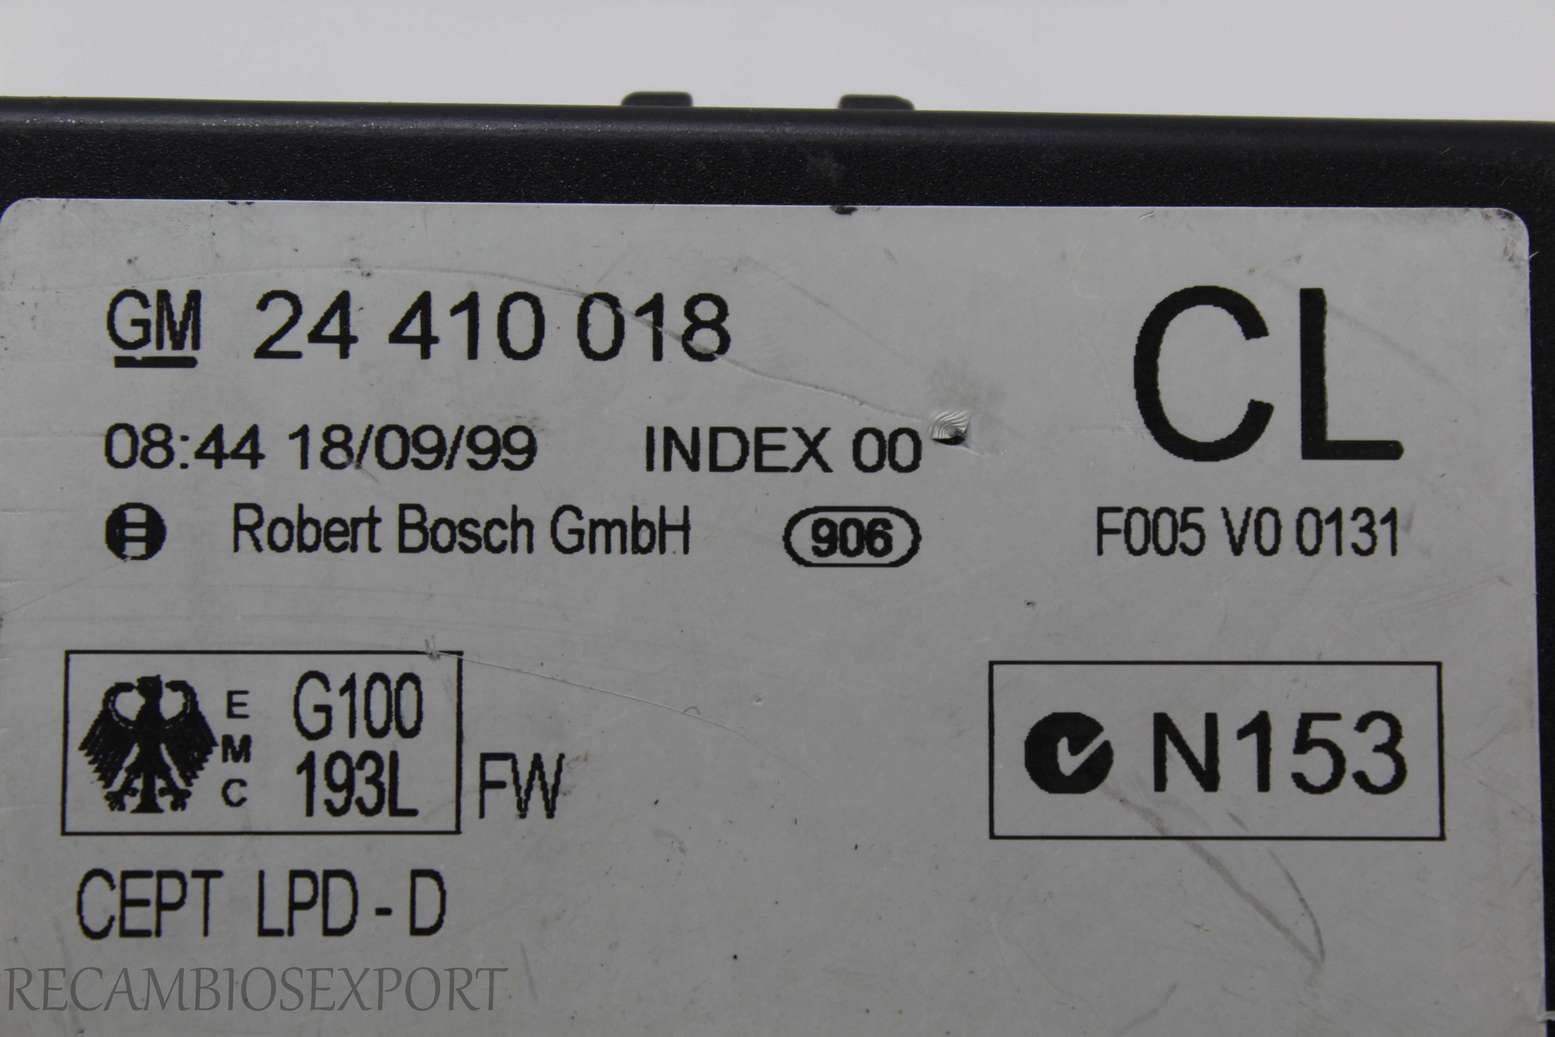 GM 24 410 018
CL
08:44 18/09/99 INDEX 00
Robert Bosch GmbH 906
F005 V0 0131
EMC G100
193L FW
N153
CEPT LPD - D
RECAMBIOSEXPORT